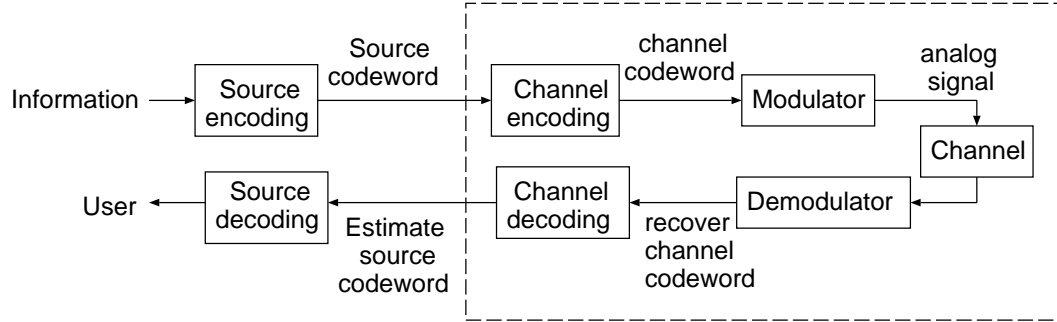 Information
Source
encoding
Source
codeword
Channel
encoding
channel
codeword
Modulator
analog
signal
Channel
Demodulator
recover
channel
codeword
Channel
decoding
Estimate
source
codeword
Source
decoding
User